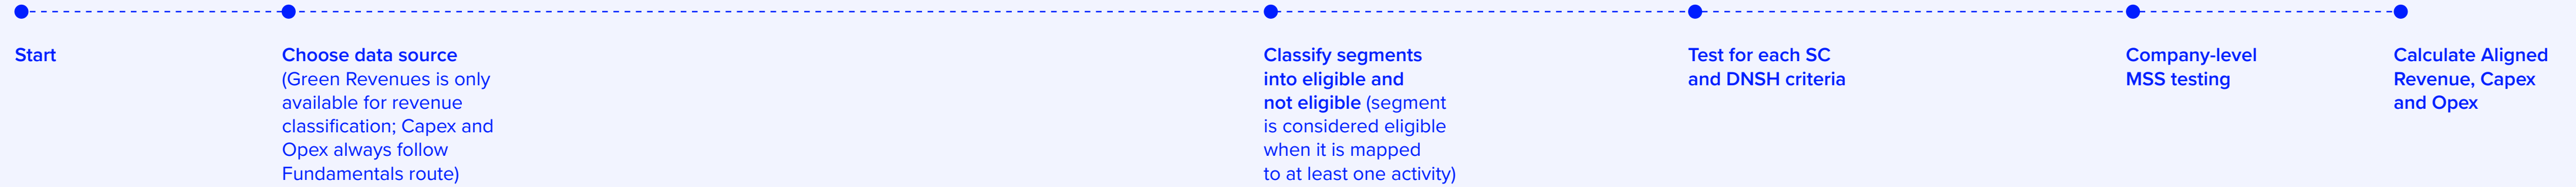 Start
Choose data source
(Green Revenues is only
available for revenue
classification; Capex and
Opex always follow
Fundamentals route)
Classify segments
into eligible and
not eligible (segment
is considered eligible
when it is mapped
to at least one activity)
Test for each SC
and DNSH criteria
Company-level
MSS testing
Calculate Aligned
Revenue, Capex
and Opex